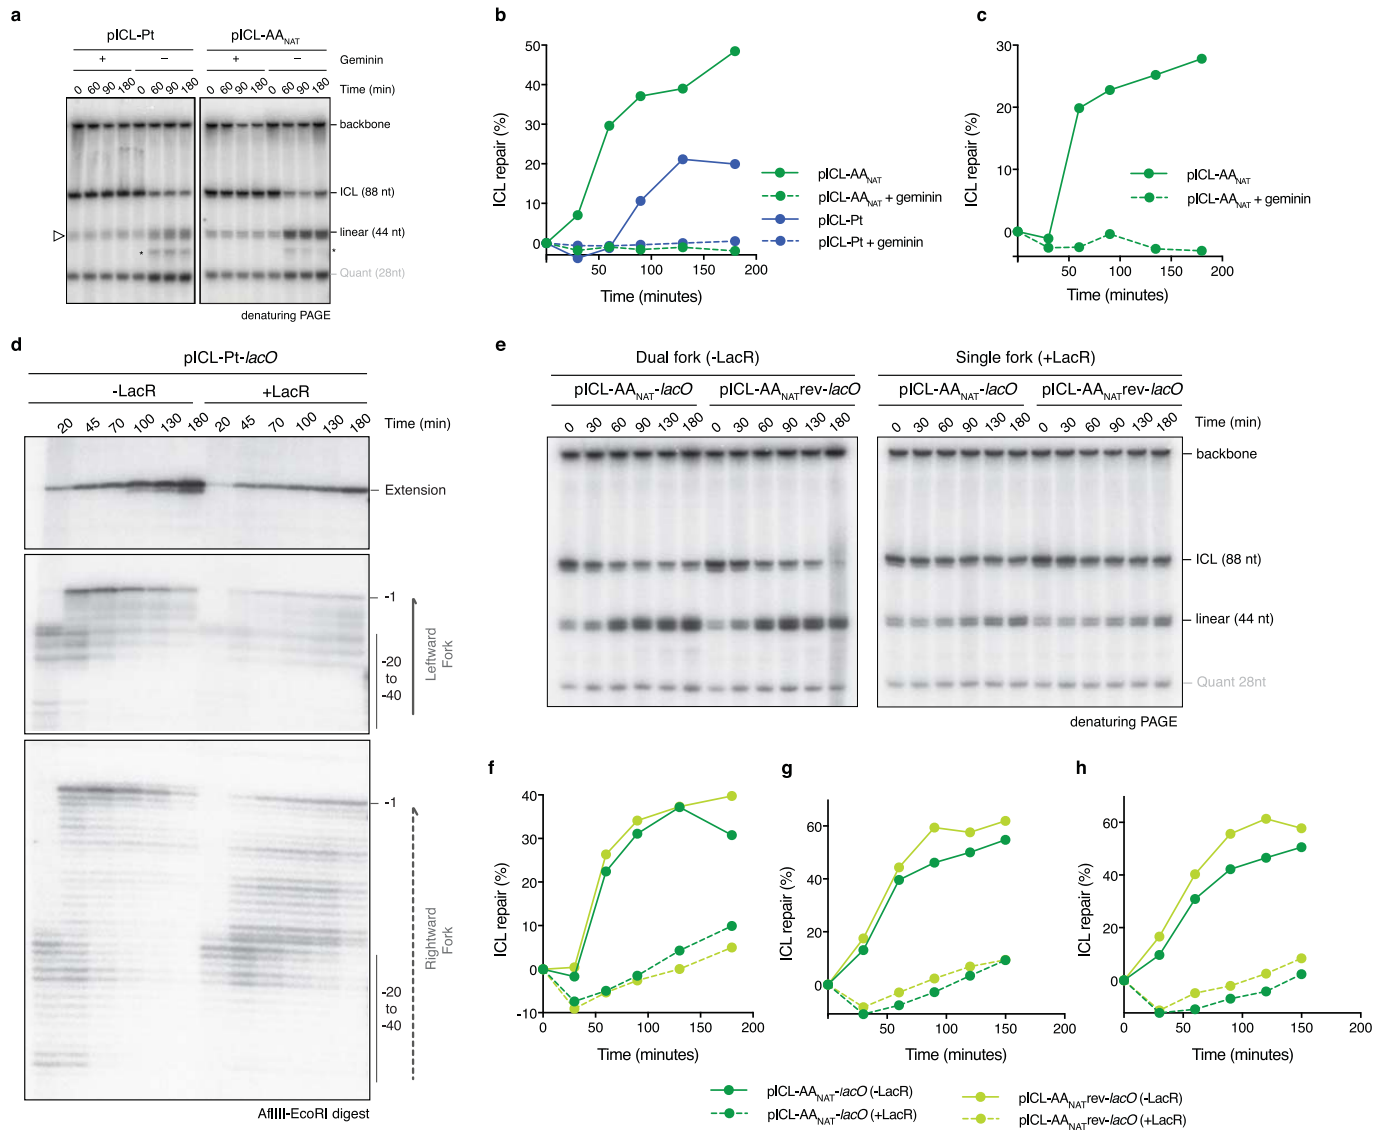 a
pICL-Pt
pICL-AANAT
+
−
+
−
Geminin
0 60 90 180 0 60 90 180
0 60 90 180 0 60 90 180
Time (min)
backbone
ICL (88 nt)
linear (44 nt)
*
*
Quant (28nt)
denaturing PAGE
b
ICL repair (%)
50
40
30
20
10
0
50
100
150
200
Time (minutes)
pICL-AANAT
pICL-AANAT + geminin
pICL-Pt
pICL-Pt + geminin
c
ICL repair (%)
30
20
10
0
0
50
100
150
200
Time (minutes)
pICL-AANAT
pICL-AANAT + geminin
d
pICL-Pt-lacO
-LacR
+LacR
20 45 70 100 130 180 20 45 70 100 130 180
Time (min)
Extension
-1
-20
to
-40
Leftward
Fork
-1
-20
to
-40
Rightward
Fork
AflIII-EcoRI digest
e
Dual fork (-LacR)
Single fork (+LacR)
pICL-AANAT-lacO
pICL-AANATrev-lacO
pICL-AANAT-lacO
pICL-AANATrev-lacO
0 30 60 90 130 180 0 30 60 90 130 180
0 30 60 90 130 180 0 30 60 90 130 180
Time (min)
backbone
ICL (88 nt)
linear (44 nt)
Quant 28nt
denaturing PAGE
f
ICL repair (%)
40
30
20
10
0
-10
0
50
100
150
200
Time (minutes)
g
ICL repair (%)
60
40
20
0
0
50
100
150
200
Time (minutes)
h
ICL repair (%)
60
40
20
0
0
50
100
150
200
Time (minutes)
pICL-AANAT-lacO (-LacR)
pICL-AANAT-lacO (+LacR)
pICL-AANATrev-lacO (-LacR)
pICL-AANATrev-lacO (+LacR)